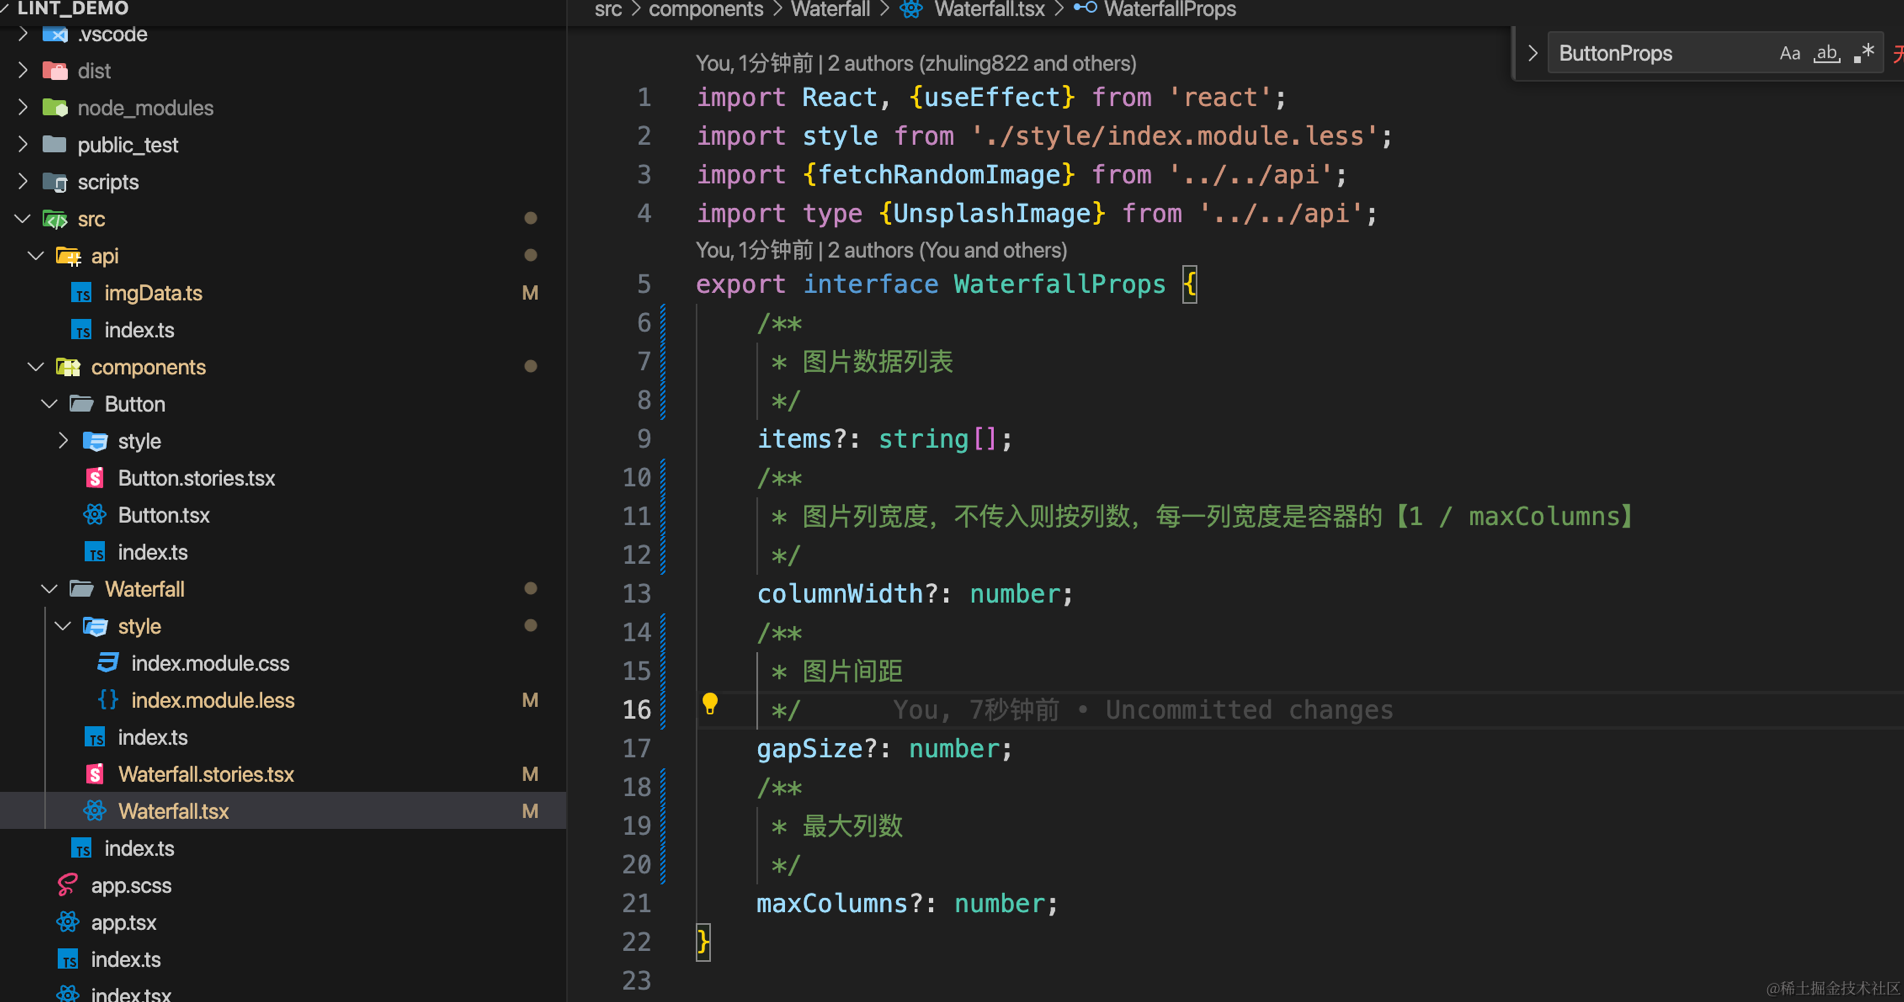 LINT_DEMO
.vscode
dist
node_modules
public_test
scripts
src
api
imgData.ts M
index.ts
components
Button
style
Button.stories.tsx
Button.tsx
index.ts
Waterfall
style
index.module.css
index.module.less M
index.ts
Waterfall.stories.tsx M
Waterfall.tsx M
index.ts
app.scss
app.tsx
index.ts
index.tsx
src > components > Waterfall > Waterfall.tsx > WaterfallProps
ButtonProps Aa ab .*
You, 1分钟前 | 2 authors (zhuling822 and others)
1 import React, {useEffect} from 'react';
2 import style from './style/index.module.less';
3 import {fetchRandomImage} from '../../api';
4 import type {UnsplashImage} from '../../api';
You, 1分钟前 | 2 authors (You and others)
5 export interface WaterfallProps {
6 /**
7 * 图片数据列表
8 */
9 items?: string[];
10 /**
11 * 图片列宽度，不传入则按列数，每一列宽度是容器的【1 / maxColumns】
12 */
13 columnWidth?: number;
14 /**
15 * 图片间距
16 */ You, 7秒钟前 • Uncommitted changes
17 gapSize?: number;
18 /**
19 * 最大列数
20 */
21 maxColumns?: number;
22 }
23
@稀土掘金技术社区